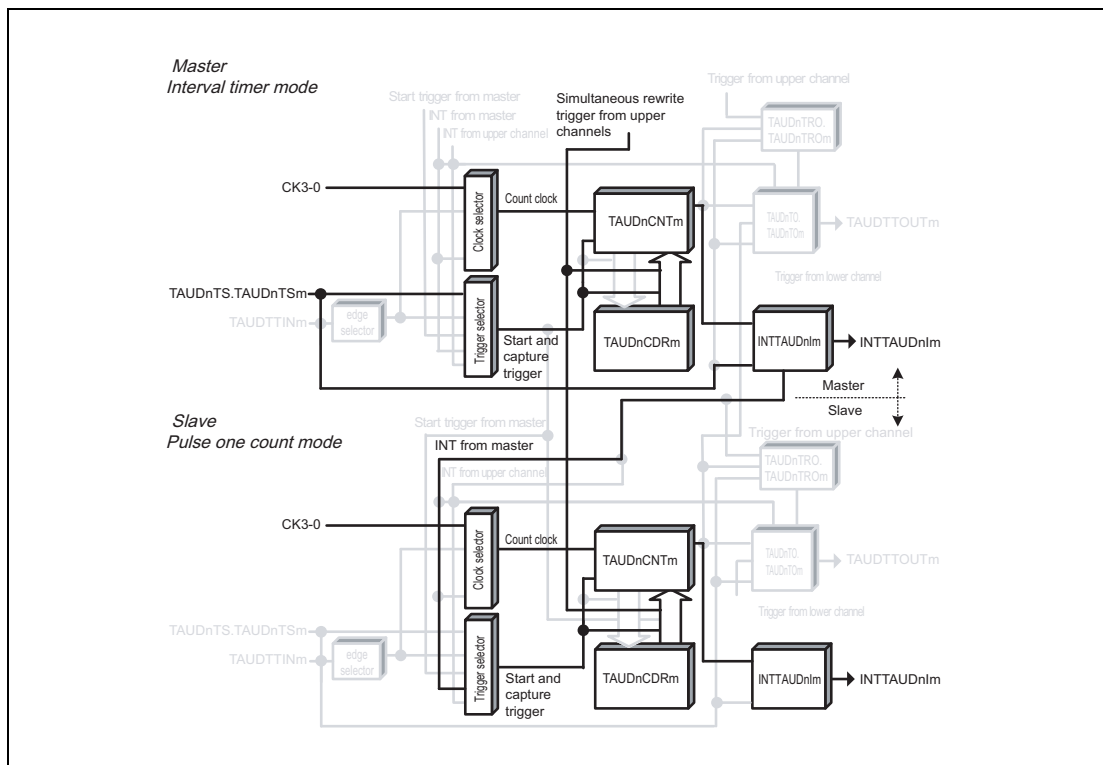 Master
Interval timer mode
Trigger from upper channel
Start trigger from master
INT from master
INT from upper channel
Simultaneous rewrite
trigger from upper
channels
TAUDnTRO.
TAUDnTROm
CK3-0
Clock selector
Count clock
TAUDnCNTm
TAUDnTO.
TAUDnTOm
TAUDTTOUTm
Trigger from lower channel
TAUDnTS.TAUDnTSm
TAUDTTINm
edge
selector
Trigger selector
Start and
capture
trigger
TAUDnCDRm
INTTAUDnIm
INTTAUDnIm
Master
Slave
Slave
Pulse one count mode
Start trigger from master
INT from master
INT from upper channel
Trigger from upper channel
TAUDnTRO.
TAUDnTROm
CK3-0
Clock selector
Count clock
TAUDnCNTm
TAUDnTO.
TAUDnTOm
TAUDTTOUTm
Trigger from lower channel
TAUDnTS.TAUDnTSm
TAUDTTINm
edge
selector
Trigger selector
Start and
capture
trigger
TAUDnCDRm
INTTAUDnIm
INTTAUDnIm